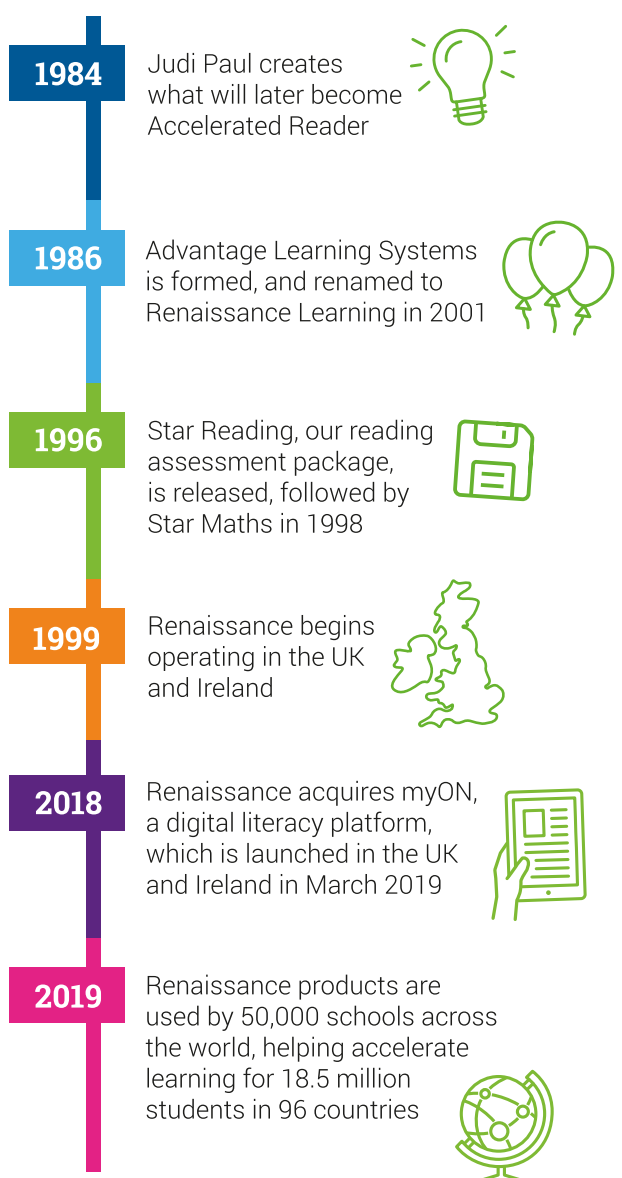 1984
Judi Paul creates
what will later become
Accelerated Reader
1986
Advantage Learning Systems
is formed, and renamed to
Renaissance Learning in 2001
1996
Star Reading, our reading
assessment package,
is released, followed by
Star Maths in 1998
1999
Renaissance begins
operating in the UK
and Ireland
2018
Renaissance acquires myON,
a digital literacy platform,
which is launched in the UK
and Ireland in March 2019
2019
Renaissance products are
used by 50,000 schools across
the world, helping accelerate
learning for 18.5 million
students in 96 countries